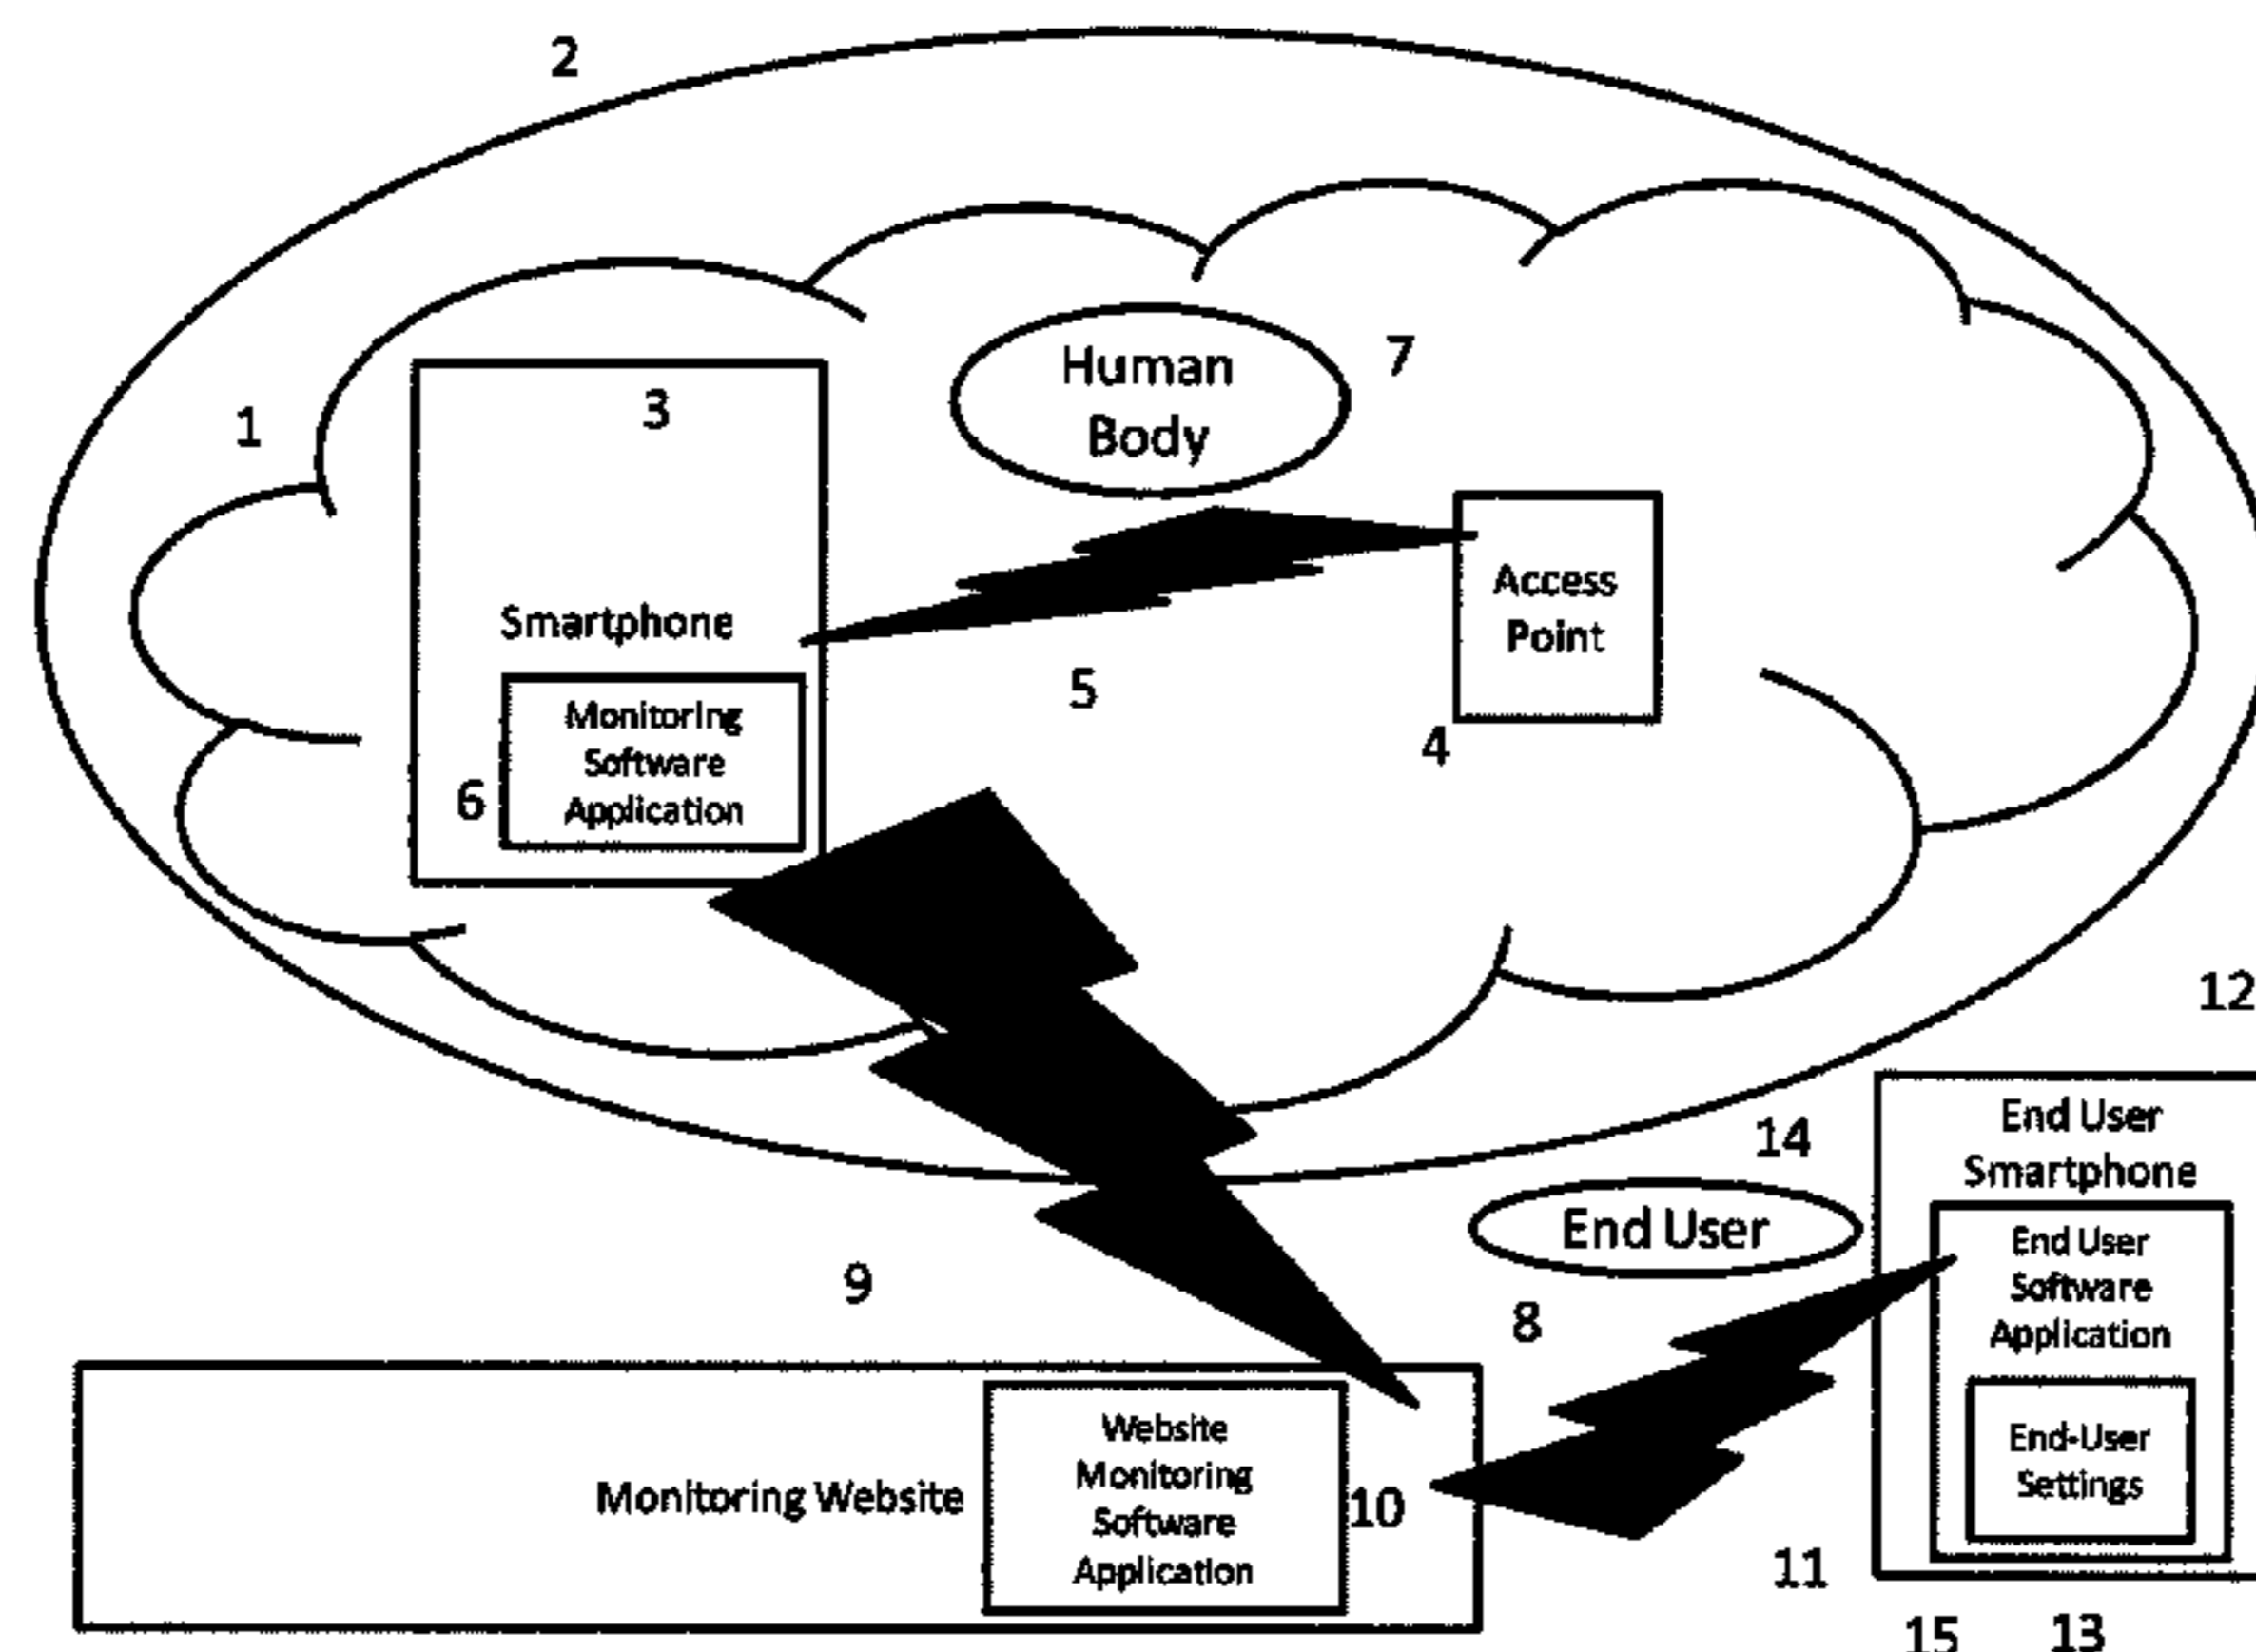 2
Human
Body
7
1
3
Access
Point
Smartphone
5
4
Monitoring
Software
Application
6
12
14
End User
Smartphone
End User
End User
Software
Application
9
8
End-User
Settings
Monitoring Website
Website
Monitoring
Software
Application
10
11
15
13